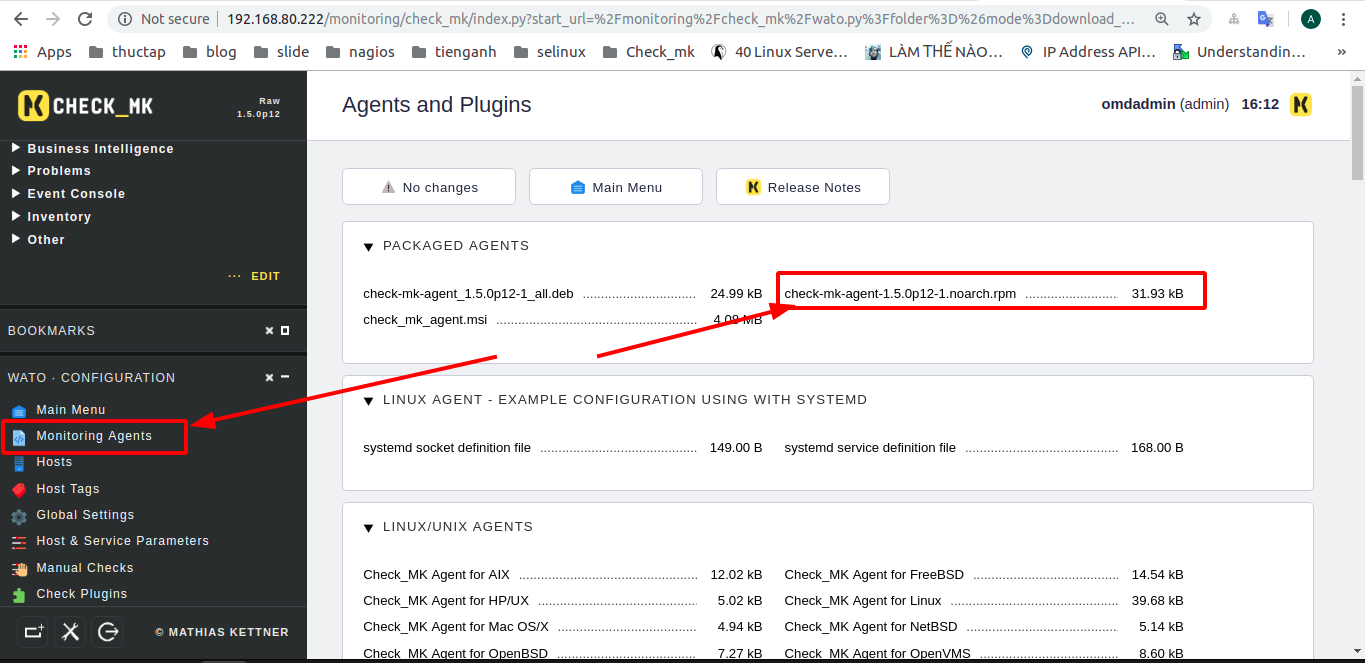 Not secure 192.168.80.222/monitoring/check_mk/index.py?start_url=%2Fmonitoring%2Fcheck_mk%2Fwato.py%3Ffolder%3D%26mode%3Ddownload_... A
Apps thuctap blog slide nagios tienganh selinux Check_mk 40 Linux Serve... LÀM THẾ NÀO... IP Address API... Understandin... »
CHECK_MK
Raw
1.5.0p12
Agents and Plugins
omdadmin (admin) 16:12
Business Intelligence
Problems
Event Console
Inventory
Other
... EDIT
BOOKMARKS
WATO · CONFIGURATION
Main Menu
Monitoring Agents
Hosts
Host Tags
Global Settings
Host & Service Parameters
Manual Checks
Check Plugins
© MATHIAS KETTNER
No changes Main Menu Release Notes
PACKAGED AGENTS
check-mk-agent_1.5.0p12-1_all.deb 24.99 kB check-mk-agent-1.5.0p12-1.noarch.rpm 31.93 kB
check_mk_agent.msi 4.08 MB
LINUX AGENT - EXAMPLE CONFIGURATION USING WITH SYSTEMD
systemd socket definition file 149.00 B systemd service definition file 168.00 B
LINUX/UNIX AGENTS
Check_MK Agent for AIX 12.02 kB Check_MK Agent for FreeBSD 14.54 kB
Check_MK Agent for HP/UX 5.02 kB Check_MK Agent for Linux 39.68 kB
Check_MK Agent for Mac OS/X 4.94 kB Check_MK Agent for NetBSD 5.14 kB
Check_MK Agent for OpenBSD 7.27 kB Check_MK Agent for OpenVMS 8.60 kB